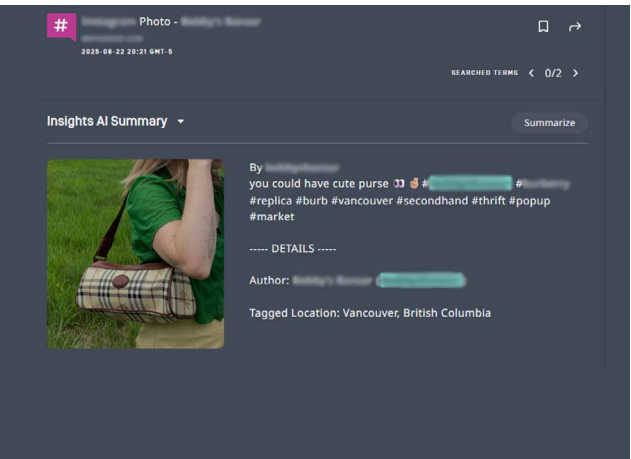 # Photo -
2025-08-22 20:21 GMT-5
SEARCHED TERMS < 0/2 >
Insights AI Summary
Summarize
By
you could have cute purse 👀 🤞 # #
#replica #burb #vancouver #secondhand #thrift #popup
#market
----- DETAILS -----
Author: ( )
Tagged Location: Vancouver, British Columbia